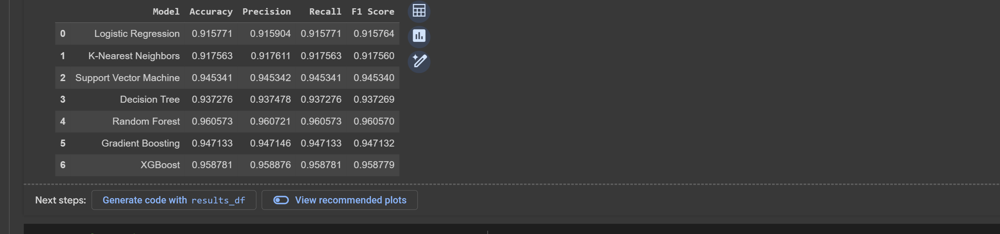 Model Accuracy Precision Recall F1 Score
0 Logistic Regression 0.915771 0.915904 0.915771 0.915764
1 K-Nearest Neighbors 0.917563 0.917611 0.917563 0.917560
2 Support Vector Machine 0.945341 0.945342 0.945341 0.945340
3 Decision Tree 0.937276 0.937478 0.937276 0.937269
4 Random Forest 0.960573 0.960721 0.960573 0.960570
5 Gradient Boosting 0.947133 0.947146 0.947133 0.947132
6 XGBoost 0.958781 0.958876 0.958781 0.958779
Next steps: Generate code with results_df View recommended plots